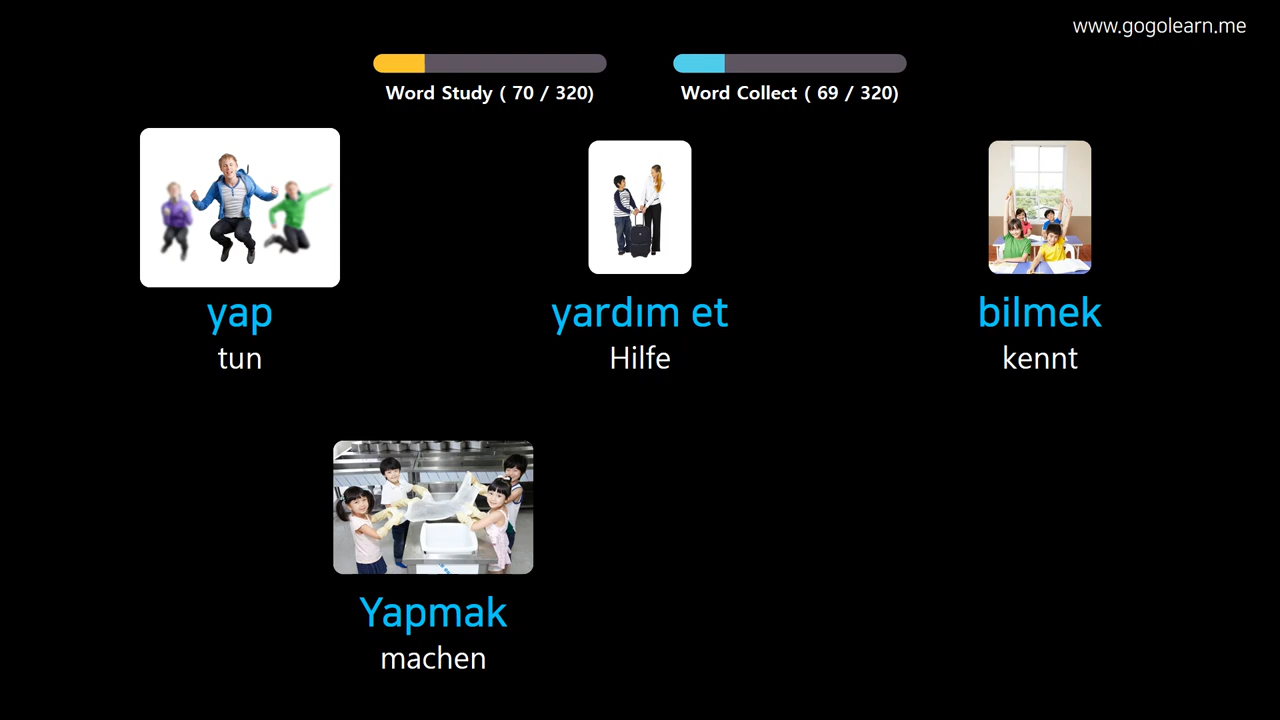 www.gogolearn.me
Word Study ( 70 / 320)
Word Collect ( 69 / 320)
yap
tun
yardım et
Hilfe
bilmek
kennt
Yapmak
machen